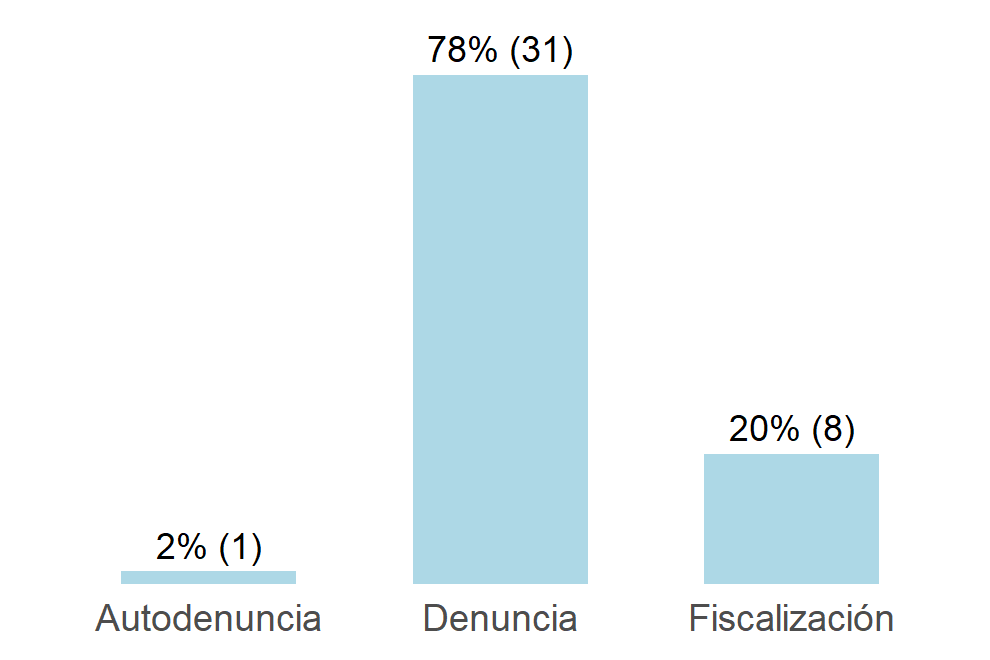 78% (31)
20% (8)
2% (1)
Autodenuncia
Denuncia
Fiscalización